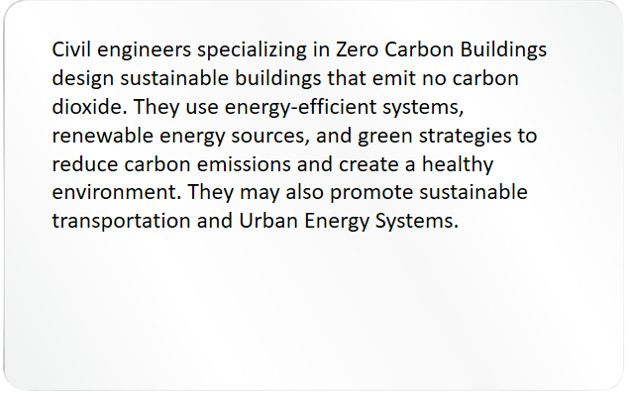 Civil engineers specializing in Zero Carbon Buildings
design sustainable buildings that emit no carbon
dioxide. They use energy-efficient systems,
renewable energy sources, and green strategies to
reduce carbon emissions and create a healthy
environment. They may also promote sustainable
transportation and Urban Energy Systems.